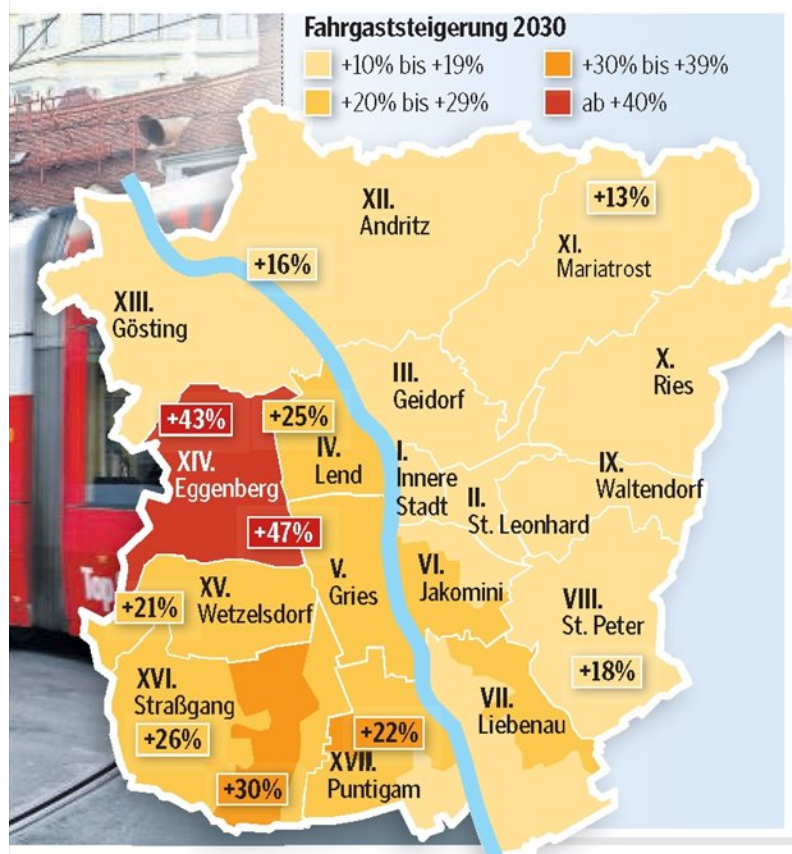 Fahrgaststeigerung 2030
+10% bis +19%
+30% bis +39%
+20% bis +29%
ab +40%
XII.
Andritz
+13%
XI.
Mariatrost
+16%
XIII.
Gösting
X.
Ries
III.
Geidorf
+43%
+25%
XIV.
Eggenberg
IV.
Lend
I.
Innere
Stadt
II.
St. Leonhard
IX.
Waltendorf
+47%
V.
Gries
VI.
Jakomini
XV.
Wetzelsdorf
+21%
VIII.
St. Peter
+18%
XVI.
Straßgang
+26%
VII.
Liebenau
+22%
XVII.
Puntigam
+30%
Top